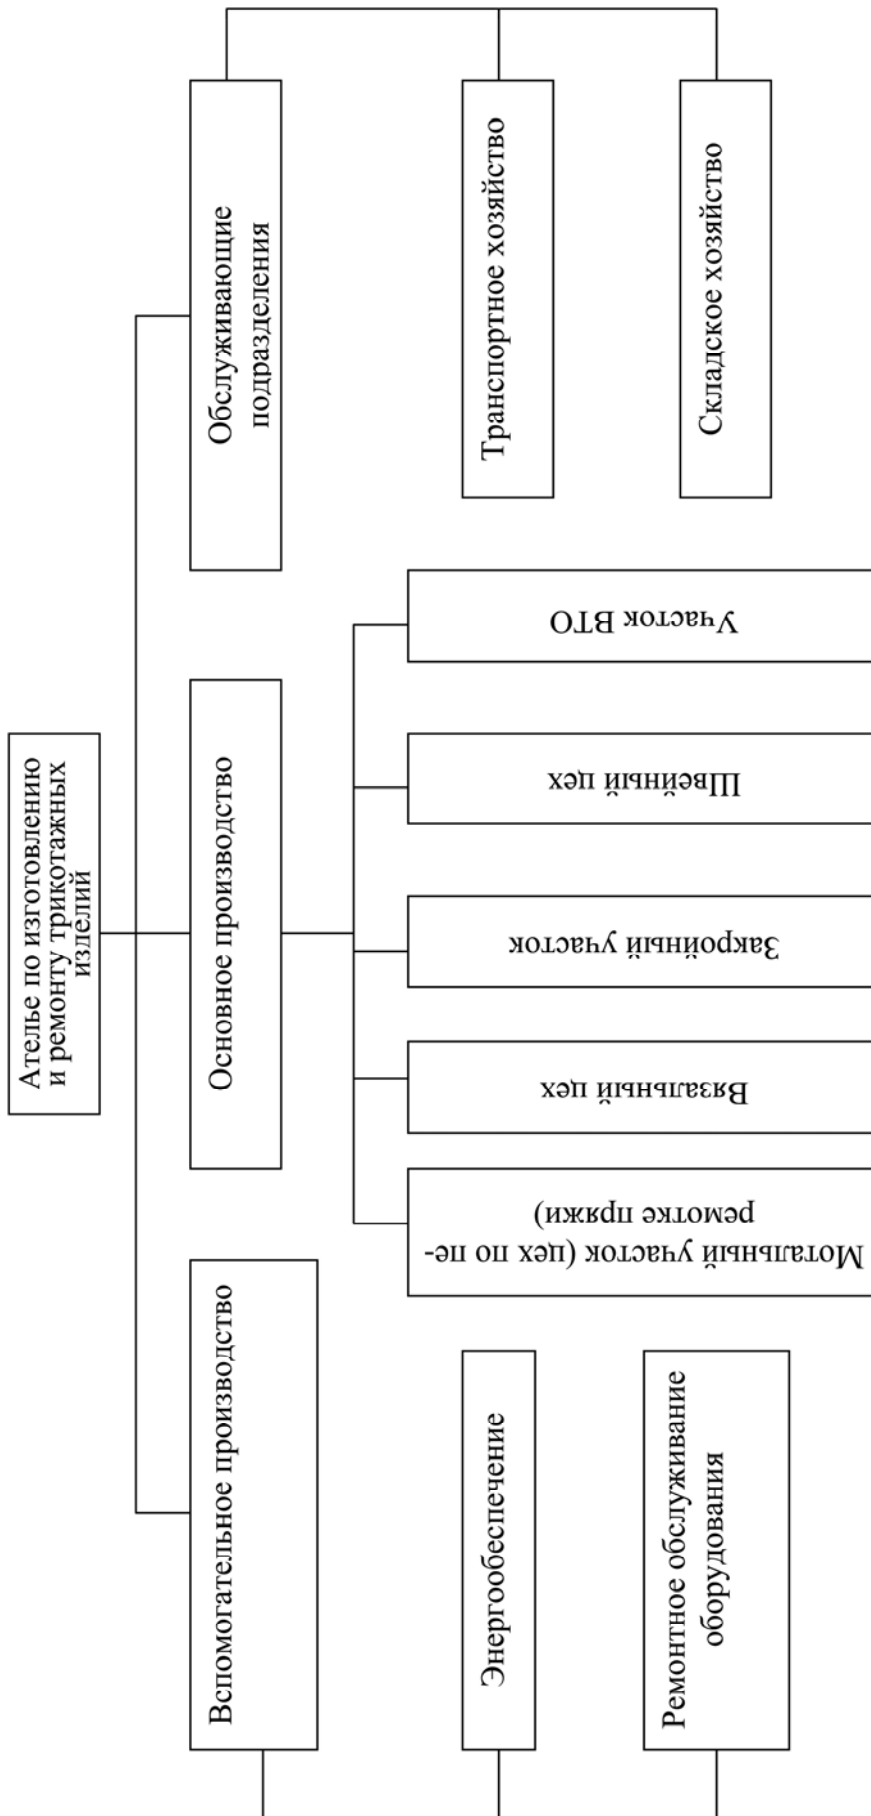 Ателье по изготовлению
и ремонту трикотажных
изделий
Вспомогательное производство
Основное производство
Обслуживающие
подразделения
Энергообеспечение
Ремонтное обслуживание
оборудования
Мотальный участок (цех по пе-
ремотке пряжи)
Вязальный цех
Закройный участок
Швейный цех
Участок ВТО
Транспортное хозяйство
Складское хозяйство